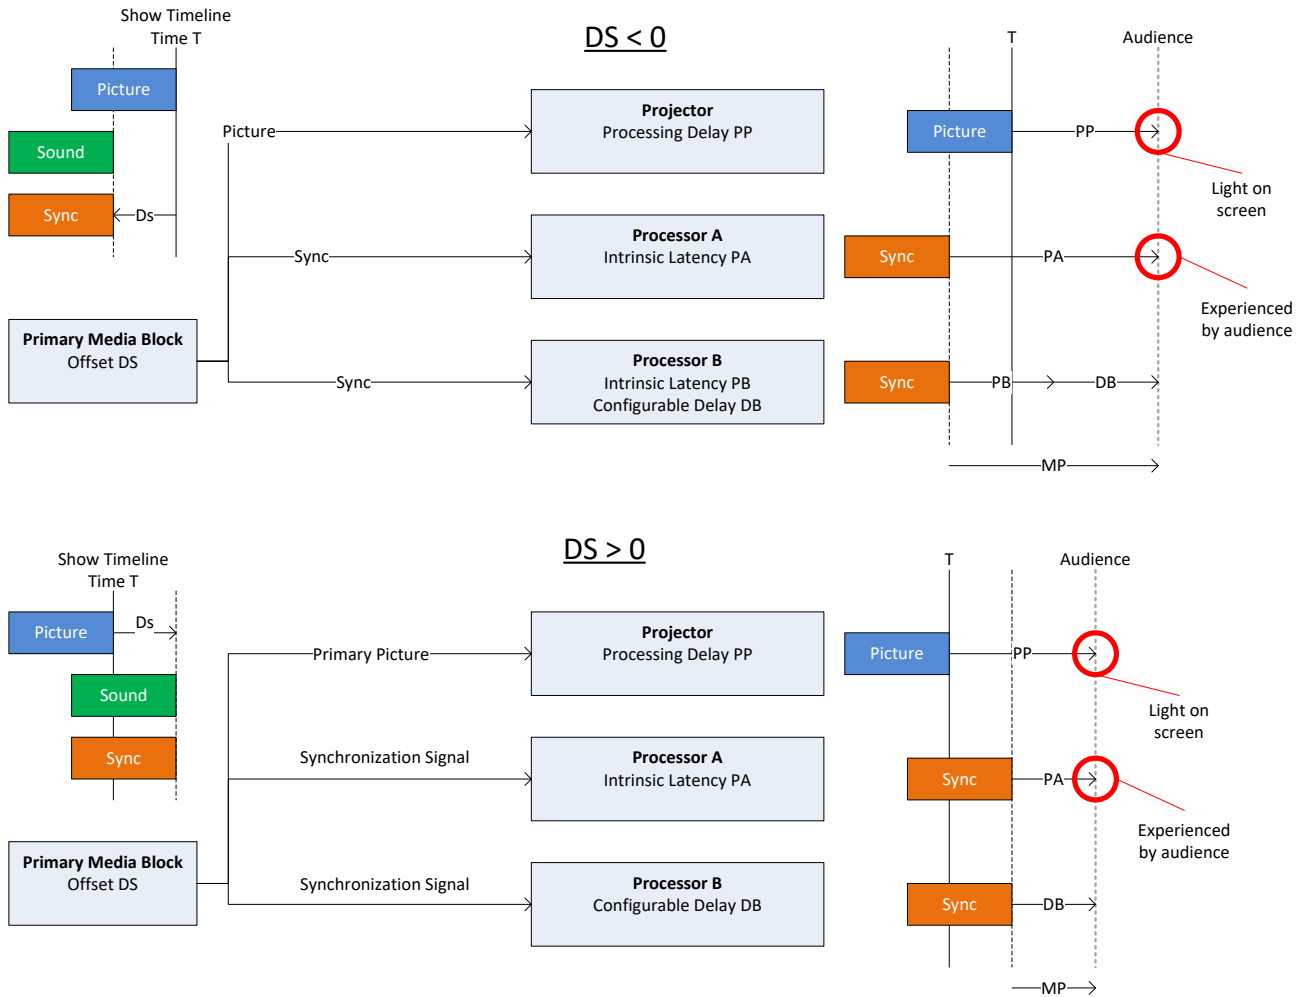 Show Timeline
Time T
DS < 0
T
Audience
Picture
Sound
Sync
Ds
Picture
Projector
Processing Delay PP
Picture
PP
Light on
screen
Sync
Processor A
Intrinsic Latency PA
Sync
PA
Experienced
by audience
Primary Media Block
Offset DS
Sync
Processor B
Intrinsic Latency PB
Configurable Delay DB
Sync
PB
DB
MP
DS > 0
Show Timeline
Time T
T
Audience
Picture
Ds
Sound
Sync
Primary Picture
Projector
Processing Delay PP
Picture
PP
Light on
screen
Synchronization Signal
Processor A
Intrinsic Latency PA
Sync
PA
Experienced
by audience
Primary Media Block
Offset DS
Synchronization Signal
Processor B
Configurable Delay DB
Sync
DB
MP